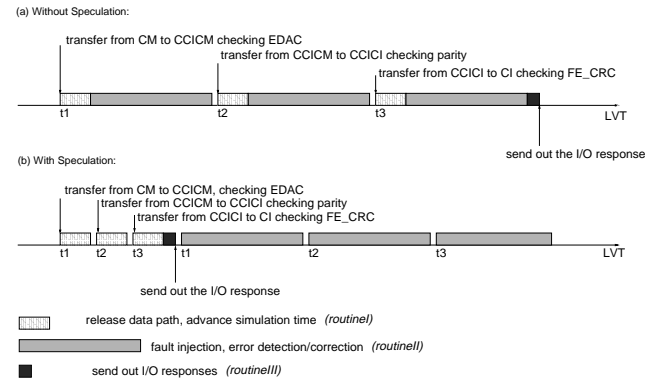 (a) Without Speculation:
transfer from CM to CCICM checking EDAC
transfer from CCICM to CCICI checking parity
transfer from CCICI to CI checking FE_CRC
t1 t2 t3 LVT
send out the I/O response
(b) With Speculation:
transfer from CM to CCICM, checking EDAC
transfer from CCICM to CCICI checking parity
transfer from CCICI to CI checking FE_CRC
t1 t2 t3 t1 t2 t3 LVT
send out the I/O response
release data path, advance simulation time (routineI)
fault injection, error detection/correction (routineII)
send out I/O responses (routineIII)